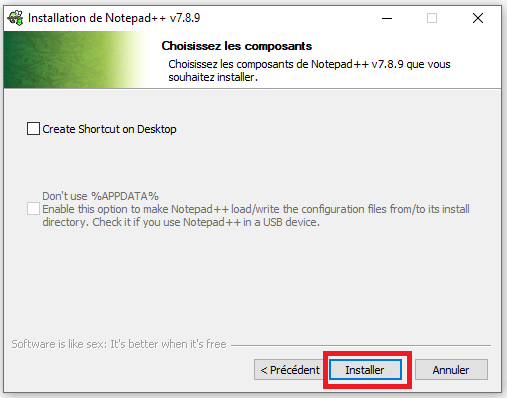 Installation de Notepad++ v7.8.9
Choisissez les composants
Choisissez les composants de Notepad++ v7.8.9 que vous
souhaitez installer.
Create Shortcut on Desktop
Don't use %APPDATA%
Enable this option to make Notepad++ load/write the configuration files from/to its install
directory. Check it if you use Notepad++ in a USB device.
Software is like sex: It's better when it's free
< Précédent
Installer
Annuler